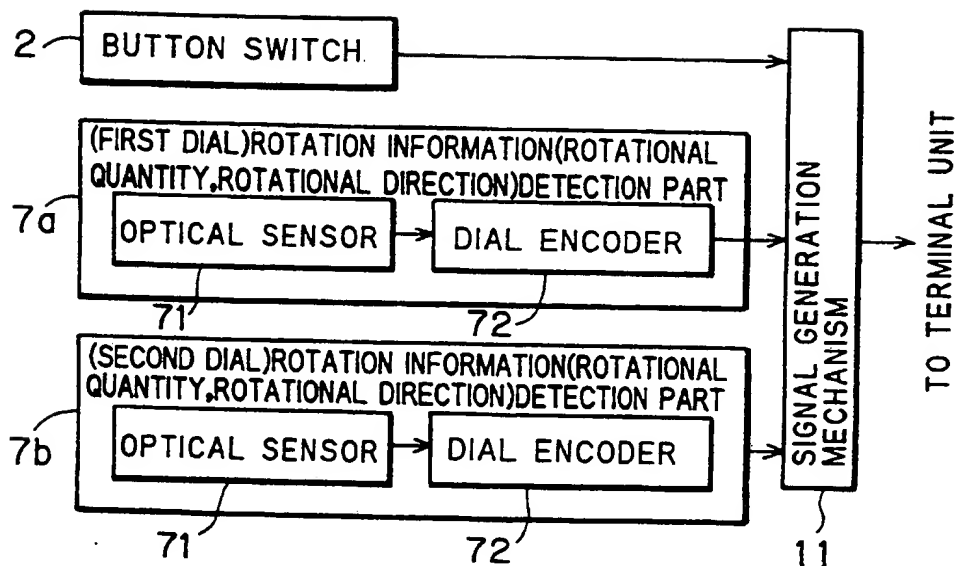 2
BUTTON SWITCH
(FIRST DIAL)ROTATION INFORMATION(ROTATIONAL
QUANTITY,ROTATIONAL DIRECTION)DETECTION PART
7a
OPTICAL SENSOR
DIAL ENCODER
71
72
(SECOND DIAL)ROTATION INFORMATION(ROTATIONAL
QUANTITY,ROTATIONAL DIRECTION)DETECTION PART
7b
OPTICAL SENSOR
DIAL ENCODER
71
72
SIGNAL GENERATION
MECHANISM
11
TO TERMINAL UNIT